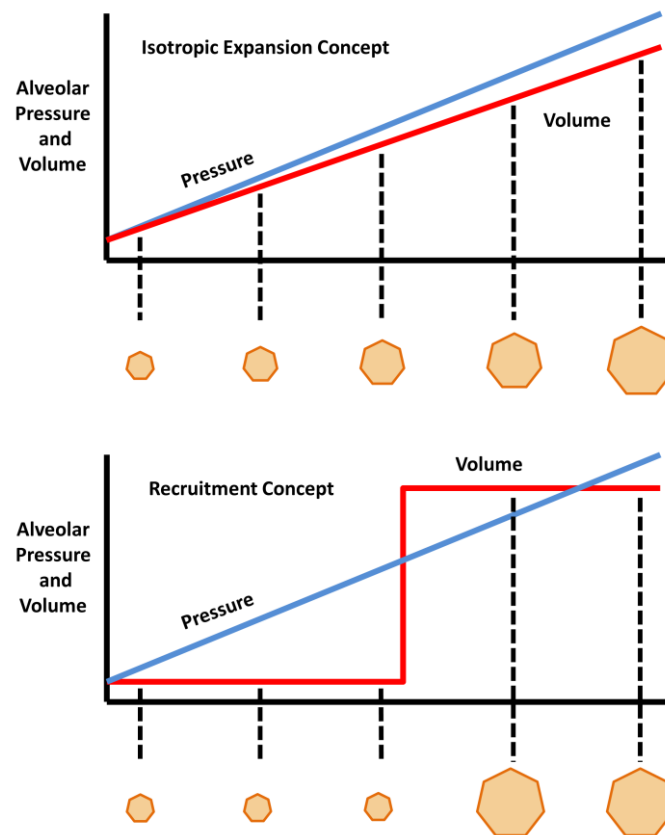 Isotropic Expansion Concept
Alveolar
Pressure
and
Volume
Pressure
Volume
Recruitment Concept
Volume
Alveolar
Pressure
and
Volume
Pressure